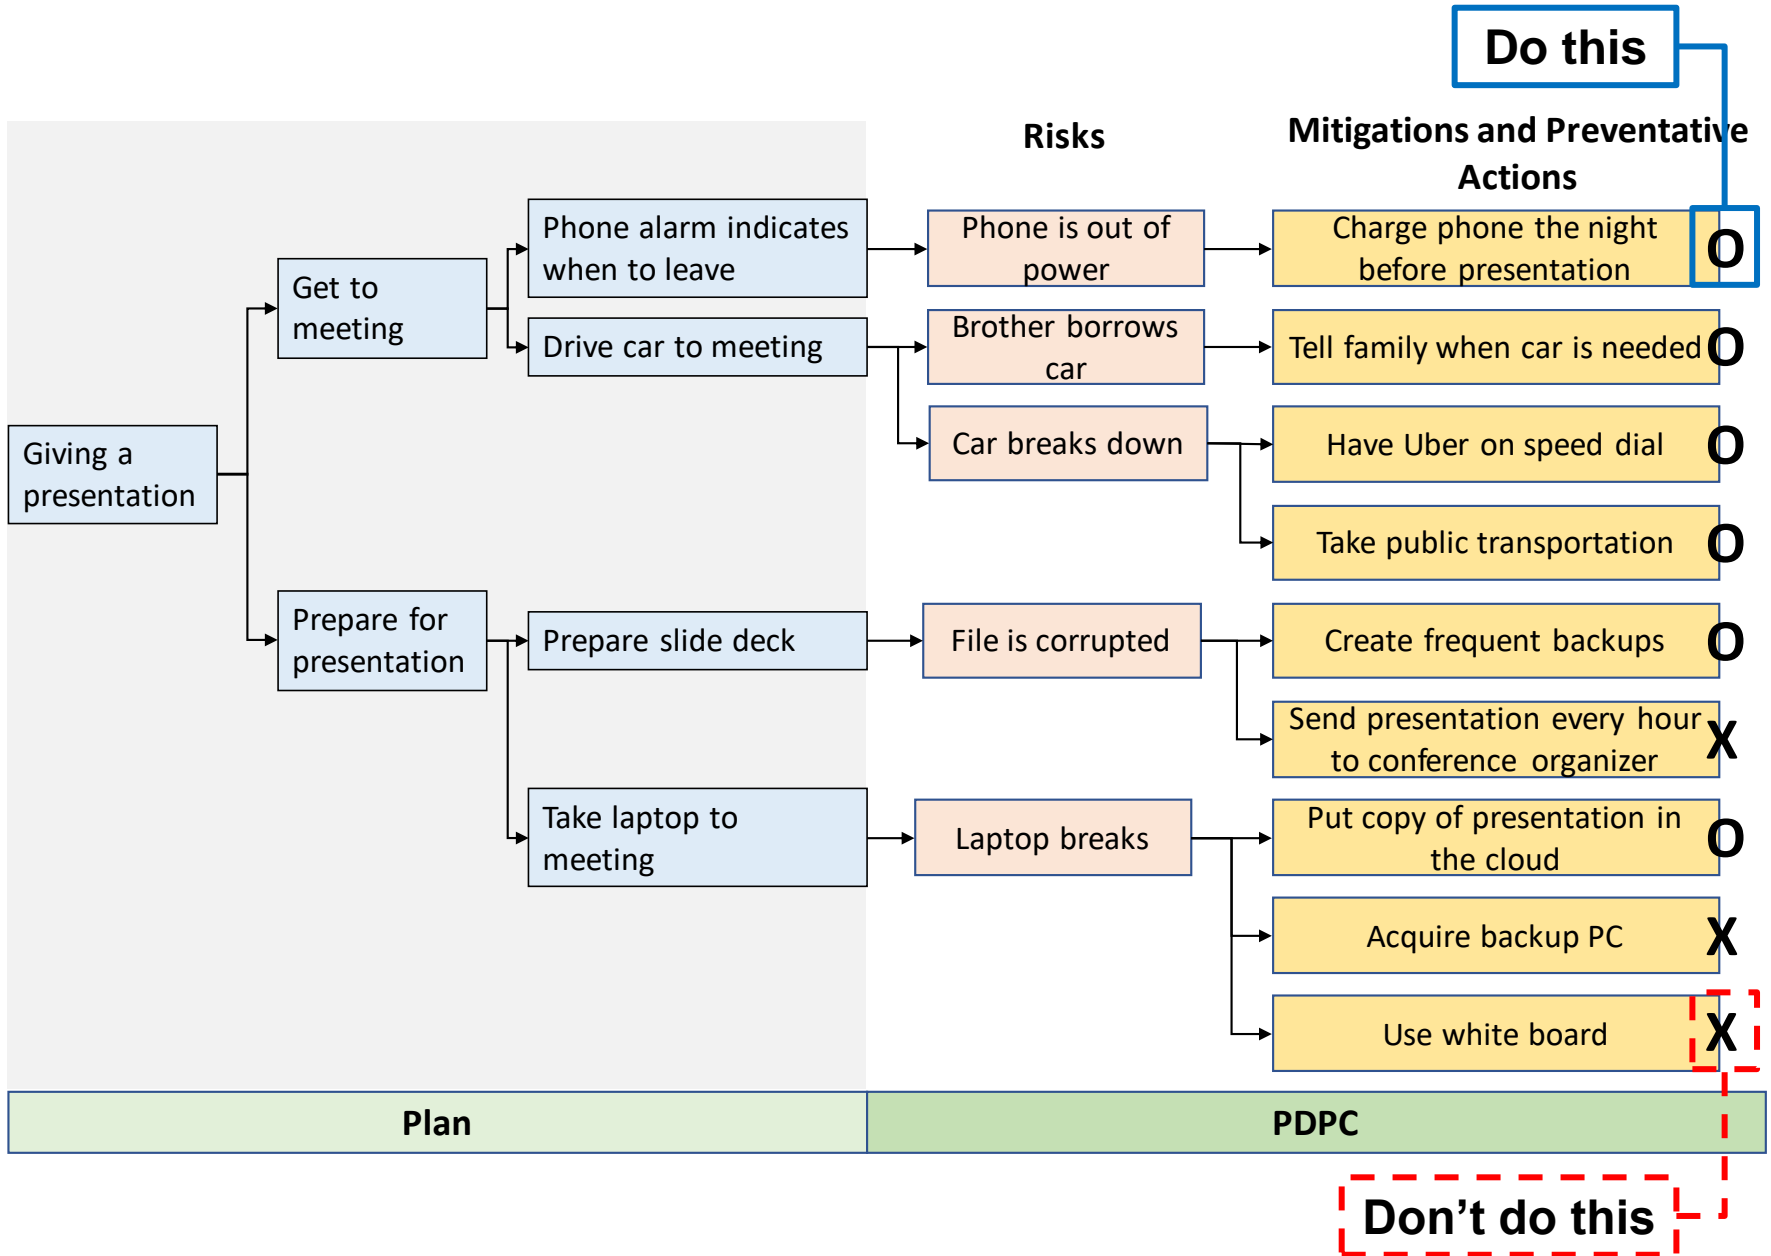 Do this
Risks
Mitigations and Preventative
Actions
Phone alarm indicates
when to leave
Phone is out of
power
Charge phone the night
before presentation
O
Get to
meeting
Drive car to meeting
Brother borrows
car
Tell family when car is needed
O
Giving a
presentation
Car breaks down
Have Uber on speed dial
O
Take public transportation
O
Prepare for
presentation
Prepare slide deck
File is corrupted
Create frequent backups
O
Send presentation every hour
to conference organizer
X
Take laptop to
meeting
Laptop breaks
Put copy of presentation in
the cloud
O
Acquire backup PC
X
Use white board
X
Plan
PDPC
Don't do this